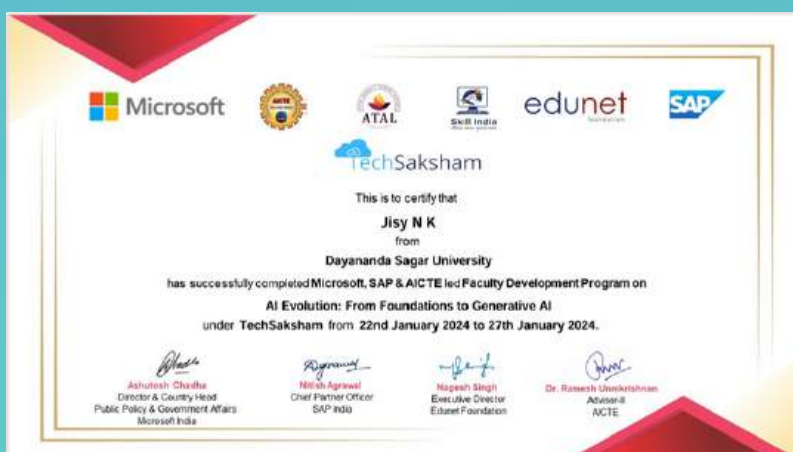 Microsoft
AICTE
ATAL
Skill India
edunet
foundation
SAP
TechSaksham
This is to certify that
Jisy N K
from
Dayananda Sagar University
has successfully completed Microsoft, SAP & AICTE led Faculty Development Program on
AI Evolution: From Foundations to Generative AI
under TechSaksham from 22nd January 2024 to 27th January 2024.
Ashutosh Chadha
Director & Country Head
Public Policy & Government Affairs
Microsoft India
Nitish Agrawal
Chief Partner Officer
SAP India
Nagesh Singh
Executive Director
Edunet Foundation
Dr. Ramesh Unnikrishnan
Advisor-II
AICTE